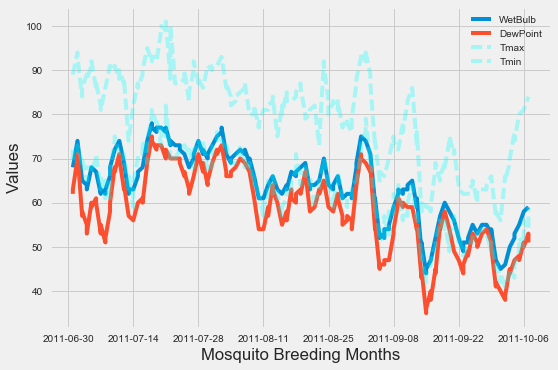 WetBulb
DewPoint
Tmax
Tmin
100
90
80
70
60
50
40
Values
2011-06-30 2011-07-14 2011-07-28 2011-08-11 2011-08-25 2011-09-08 2011-09-22 2011-10-06
Mosquito Breeding Months